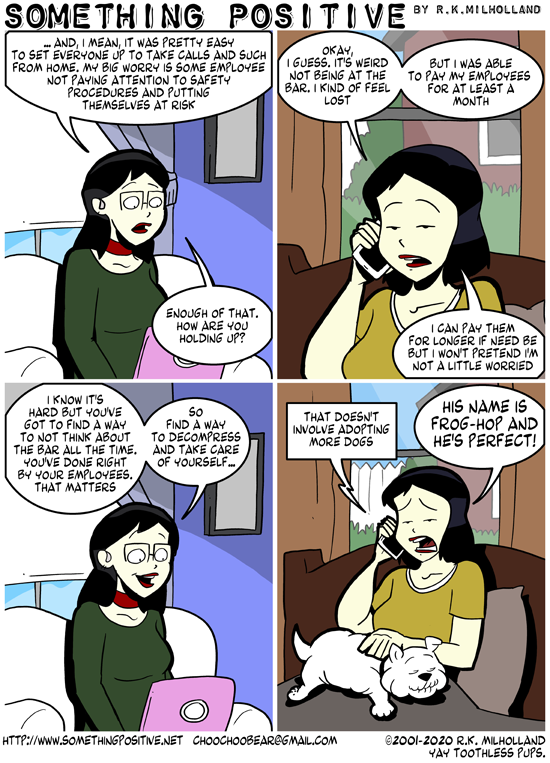 SOMETHING POSITIVE BY R.K.MILHOLLAND
... AND, I MEAN, IT WAS PRETTY EASY
TO SET EVERYONE UP TO TAKE CALLS AND SUCH
FROM HOME. MY BIG WORRY IS SOME EMPLOYEE
NOT PAYING ATTENTION TO SAFETY
PROCEDURES AND PUTTING
THEMSELVES AT RISK
ENOUGH OF THAT.
HOW ARE YOU
HOLDING UP?
OKAY,
I GUESS. IT'S WEIRD
NOT BEING AT THE
BAR. I KIND OF FEEL
LOST
BUT I WAS ABLE
TO PAY MY EMPLOYEES
FOR AT LEAST A
MONTH
I CAN PAY THEM
FOR LONGER IF NEED BE
BUT I WON'T PRETEND I'M
NOT A LITTLE WORRIED
I KNOW IT'S
HARD BUT YOU'VE
GOT TO FIND A WAY
TO NOT THINK ABOUT
THE BAR ALL THE TIME.
YOU'VE DONE RIGHT
BY YOUR EMPLOYEES.
THAT MATTERS
SO
FIND A WAY
TO DECOMPRESS
AND TAKE CARE
OF YOURSELF...
THAT DOESN'T
INVOLVE ADOPTING
MORE DOGS
HIS NAME IS
FROG-HOP AND
HE'S PERFECT!
HTTP://WWW.SOMETHINGPOSITIVE.NET CHOOCHOOBEAR@GMAIL.COM
©2001-2020 R.K. MILHOLLAND
YAY TOOTHLESS PUPS.